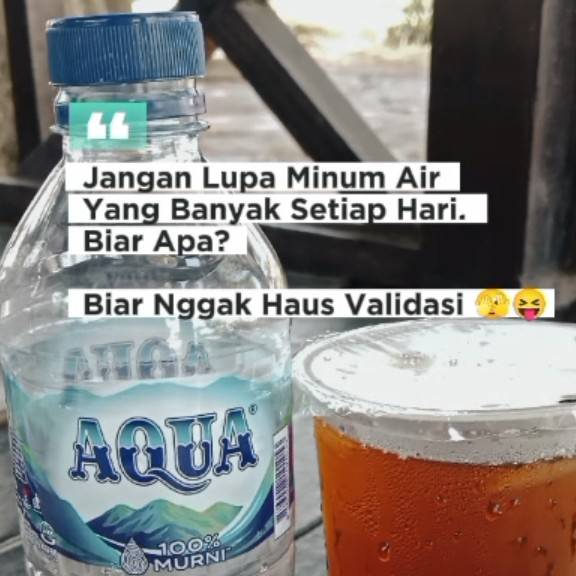 Jangan Lupa Minum Air
Yang Banyak Setiap Hari.
Biar Apa?
Biar Nggak Haus Validasi 🫣😝
AQUA
100%
MURNI